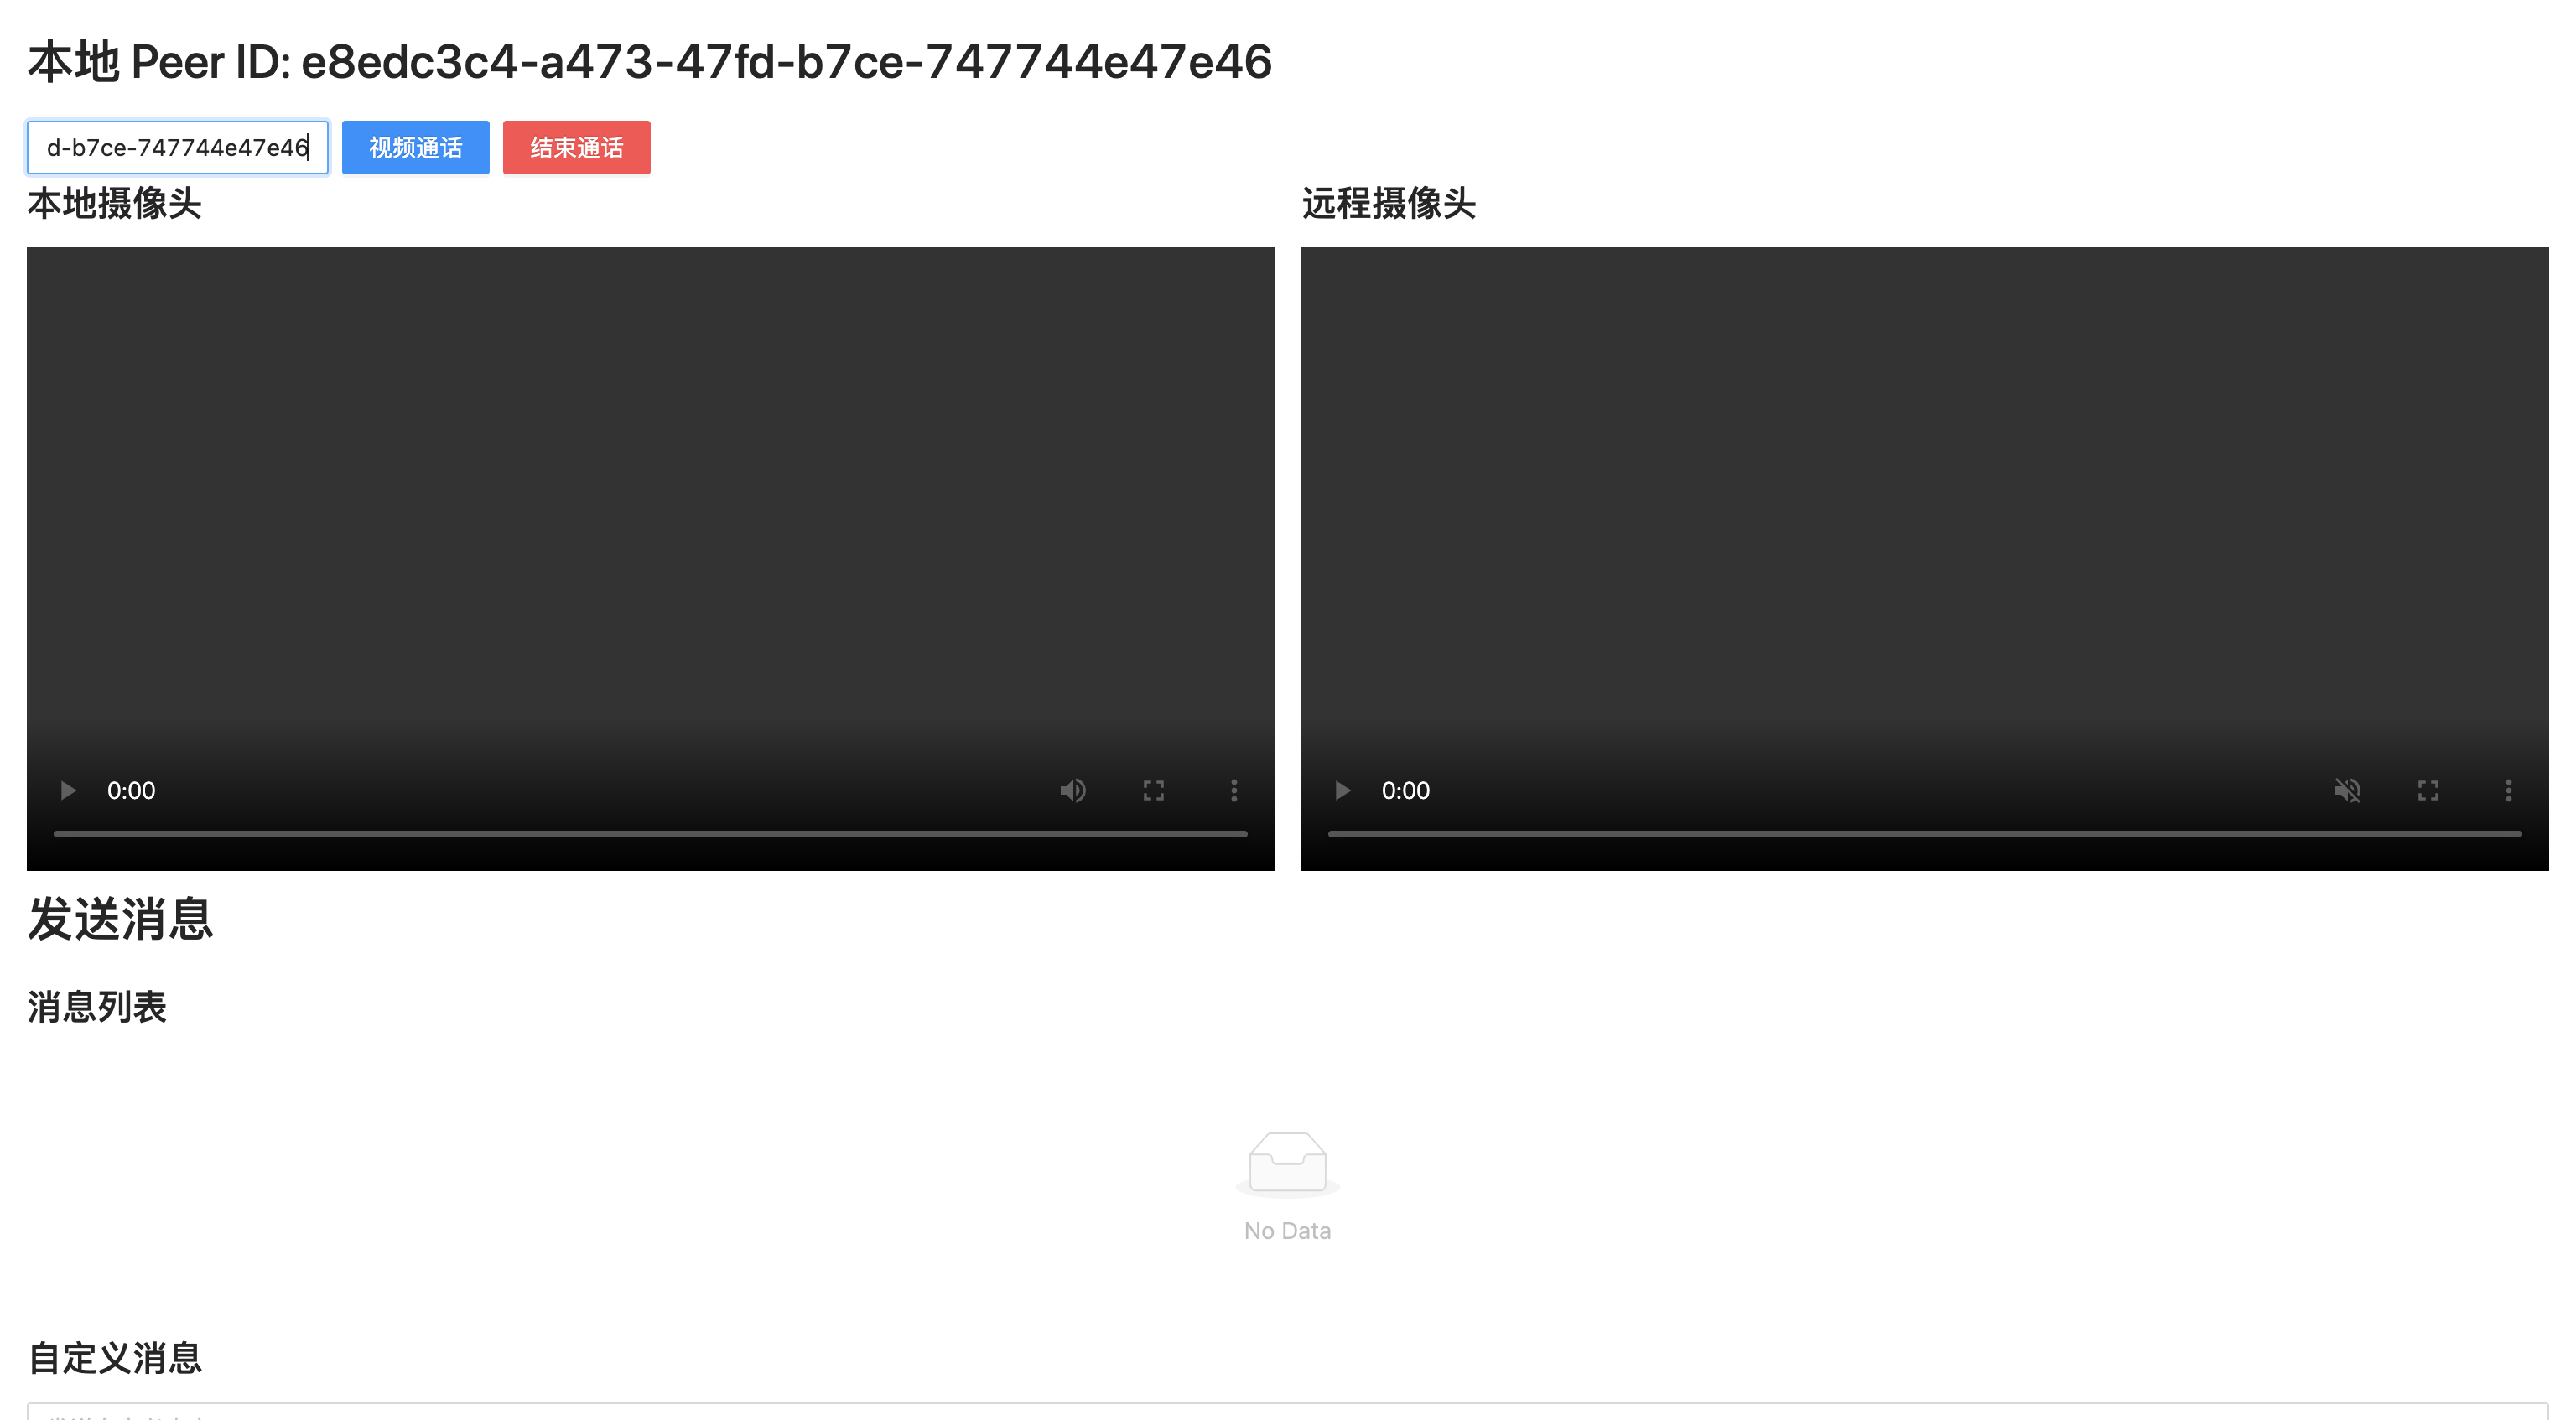 本地 Peer ID: e8edc3c4-a473-47fd-b7ce-747744e47e46
d-b7ce-747744e47e46 视频通话 结束通话
本地摄像头 远程摄像头
0:00 0:00
发送消息
消息列表
No Data
自定义消息